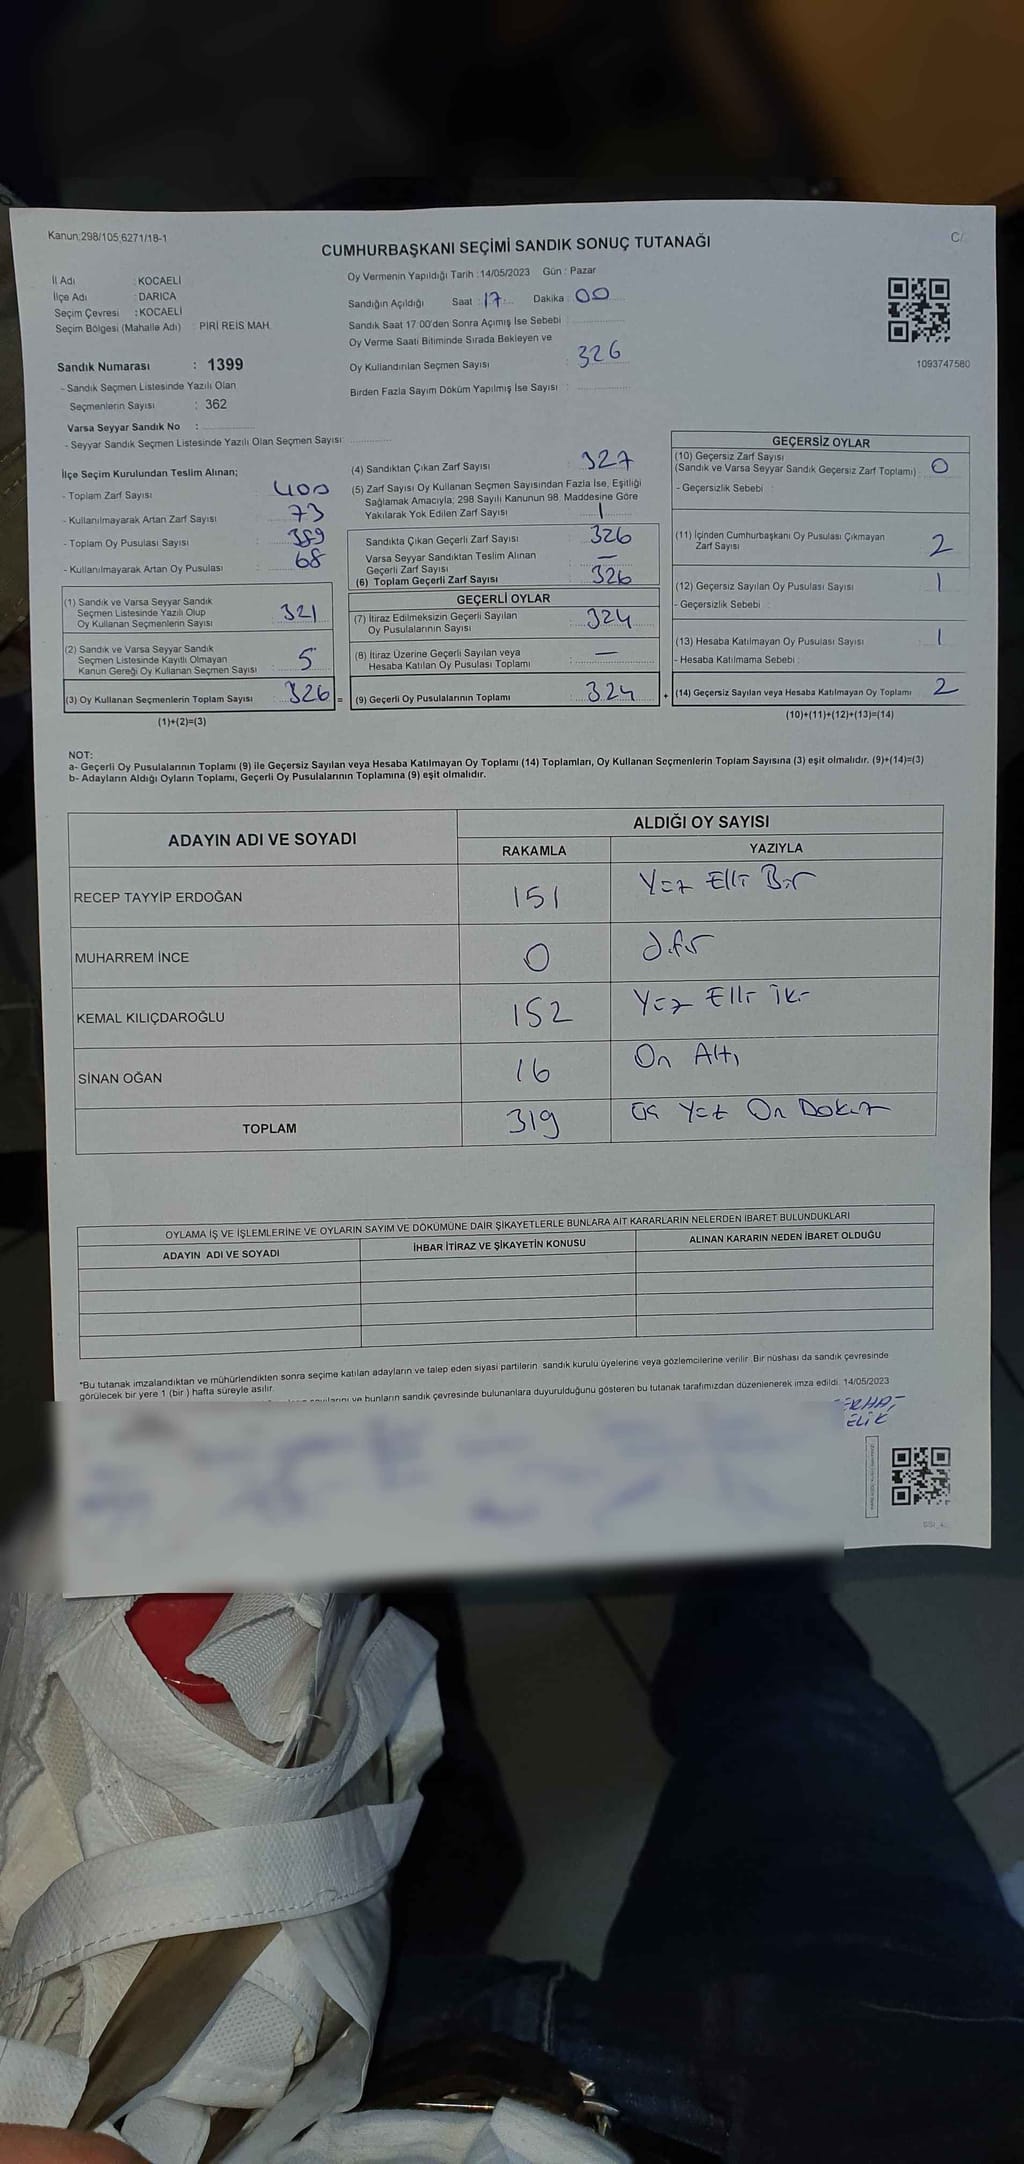 Kanun;298/105,6271/18-1
C/
CUMHURBAŞKANI SEÇİMİ SANDIK SONUÇ TUTANAĞI
İl Adı : KOCAELİ
İlçe Adı : DARICA
Seçim Çevresi : KOCAELİ
Seçim Bölgesi (Mahalle Adı) : PİRİ REİS MAH.
Sandık Numarası : 1399
- Sandık Seçmen Listesinde Yazılı Olan
Seçmenlerin Sayısı : 362
Varsa Seyyar Sandık No :
- Seyyar Sandık Seçmen Listesinde Yazılı Olan Seçmen Sayısı:
Oy Vermenin Yapıldığı Tarih : 14/05/2023 Gün : Pazar
Sandığın Açıldığı Saat : 17 Dakika : 00
Sandık Saat 17:00'den Sonra Açımış İse Sebebi :
Oy Verme Saati Bitiminde Sırada Bekleyen ve
Oy Kullandırılan Seçmen Sayısı : 326
Birden Fazla Sayım Döküm Yapılmış İse Sayısı :
1093747580
İlçe Seçim Kurulundan Teslim Alınan;
- Toplam Zarf Sayısı : 400
- Kullanılmayarak Artan Zarf Sayısı : 73
- Toplam Oy Pusulası Sayısı : 389
- Kullanılmayarak Artan Oy Pusulası : 68
(1) Sandık ve Varsa Seyyar Sandık
Seçmen Listesinde Yazılı Olup
Oy Kullanan Seçmenlerin Sayısı : 321
(2) Sandık ve Varsa Seyyar Sandık
Seçmen Listesinde Kayıtlı Olmayan
Kanun Gereği Oy Kullanan Seçmen Sayısı : 5
(3) Oy Kullanan Seçmenlerin Toplam Sayısı : 326 =
(1)+(2)=(3)
(4) Sandıktan Çıkan Zarf Sayısı : 327
(5) Zarf Sayısı Oy Kullanan Seçmen Sayısından Fazla İse, Eşitliği
Sağlamak Amacıyla; 298 Sayılı Kanunun 98. Maddesine Göre
Yakılarak Yok Edilen Zarf Sayısı : 1
Sandıkta Çıkan Geçerli Zarf Sayısı : 326
Varsa Seyyar Sandıktan Teslim Alınan
Geçerli Zarf Sayısı : —
(6) Toplam Geçerli Zarf Sayısı : 326
GEÇERLİ OYLAR
(7) İtiraz Edilmeksizin Geçerli Sayılan
Oy Pusulalarının Sayısı : 324
(8) İtiraz Üzerine Geçerli Sayılan veya
Hesaba Katılan Oy Pusulası Toplamı : —
(9) Geçerli Oy Pusulalarının Toplamı : 324 +
GEÇERSİZ OYLAR
(10) Geçersiz Zarf Sayısı
(Sandık ve Varsa Seyyar Sandık Geçersiz Zarf Toplamı) : 0
- Geçersizlik Sebebi :
(11) İçinden Cumhurbaşkanı Oy Pusulası Çıkmayan
Zarf Sayısı 2
(12) Geçersiz Sayılan Oy Pusulası Sayısı : 1
- Geçersizlik Sebebi :
(13) Hesaba Katılmayan Oy Pusulası Sayısı : 1
- Hesaba Katılmama Sebebi :
(14) Geçersiz Sayılan veya Hesaba Katılmayan Oy Toplamı : 2
(10)+(11)+(12)+(13)=(14)
NOT:
a- Geçerli Oy Pusulalarının Toplamı (9) ile Geçersiz Sayılan veya Hesaba Katılmayan Oy Toplamı (14) Toplamları, Oy Kullanan Seçmenlerin Toplam Sayısına (3) eşit olmalıdır. (9)+(14)=(3)
b- Adayların Aldığı Oyların Toplamı, Geçerli Oy Pusulalarının Toplamına (9) eşit olmalıdır.
ADAYIN ADI VE SOYADI
ALDIĞI OY SAYISI
RAKAMLA YAZIYLA
RECEP TAYYİP ERDOĞAN 151 Yüz Elli Bir
MUHARREM İNCE 0 Sıfır
KEMAL KILIÇDAROĞLU 152 Yüz Elli İki
SİNAN OĞAN 16 On Altı
TOPLAM 319 Üç Yüz On Dokuz
OYLAMA İŞ VE İŞLEMLERİNE VE OYLARIN SAYIM VE DÖKÜMÜNE DAİR ŞİKAYETLERLE BUNLARA AİT KARARLARIN NELERDEN İBARET BULUNDUKLARI
ADAYIN ADI VE SOYADI İHBAR İTİRAZ VE ŞİKAYETİN KONUSU ALINAN KARARIN NEDEN İBARET OLDUĞU
*Bu tutanak imzalandıktan ve mühürlendikten sonra seçime katılan adayların ve talep eden siyasi partilerin sandık kurulu üyelerine veya gözlemcilerine verilir. Bir nüshası da sandık çevresinde
görülecek bir yere 1 (bir ) hafta süreyle asılır.
ve bunların sandık çevresinde bulunanlara duyurulduğunu gösteren bu tutanak tarafımızdan düzenlenerek imza edildi. 14/05/2023
ERHA
ELİK